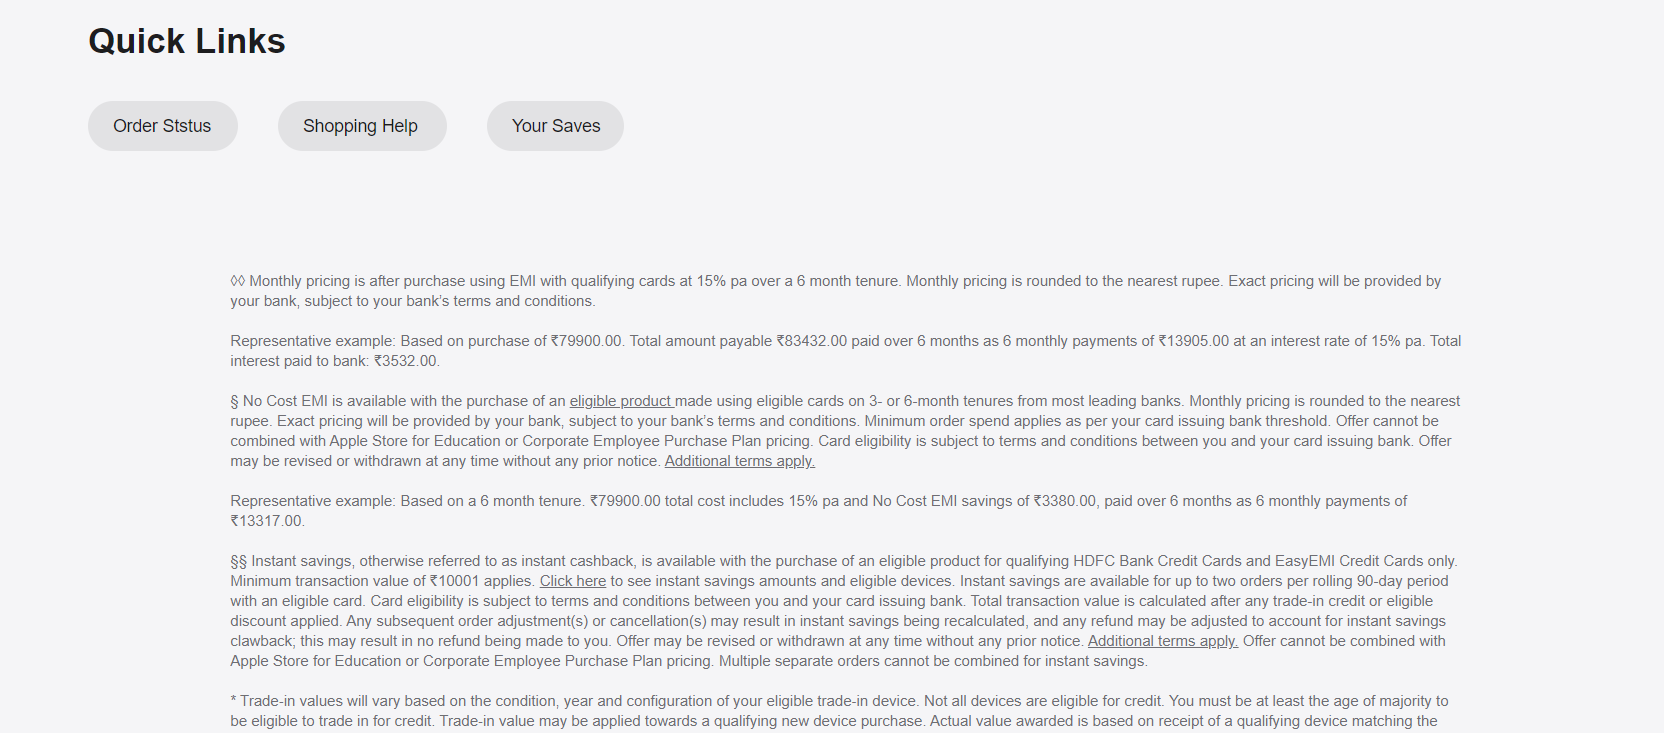 Quick Links
Order Ststus
Shopping Help
Your Saves
◊◊ Monthly pricing is after purchase using EMI with qualifying cards at 15% pa over a 6 month tenure. Monthly pricing is rounded to the nearest rupee. Exact pricing will be provided by
your bank, subject to your bank’s terms and conditions.
Representative example: Based on purchase of ₹79900.00. Total amount payable ₹83432.00 paid over 6 months as 6 monthly payments of ₹13905.00 at an interest rate of 15% pa. Total
interest paid to bank: ₹3532.00.
§ No Cost EMI is available with the purchase of an eligible product made using eligible cards on 3- or 6-month tenures from most leading banks. Monthly pricing is rounded to the nearest
rupee. Exact pricing will be provided by your bank, subject to your bank’s terms and conditions. Minimum order spend applies as per your card issuing bank threshold. Offer cannot be
combined with Apple Store for Education or Corporate Employee Purchase Plan pricing. Card eligibility is subject to terms and conditions between you and your card issuing bank. Offer
may be revised or withdrawn at any time without any prior notice. Additional terms apply.
Representative example: Based on a 6 month tenure. ₹79900.00 total cost includes 15% pa and No Cost EMI savings of ₹3380.00, paid over 6 months as 6 monthly payments of
₹13317.00.
§§ Instant savings, otherwise referred to as instant cashback, is available with the purchase of an eligible product for qualifying HDFC Bank Credit Cards and EasyEMI Credit Cards only.
Minimum transaction value of ₹10001 applies. Click here to see instant savings amounts and eligible devices. Instant savings are available for up to two orders per rolling 90-day period
with an eligible card. Card eligibility is subject to terms and conditions between you and your card issuing bank. Total transaction value is calculated after any trade-in credit or eligible
discount applied. Any subsequent order adjustment(s) or cancellation(s) may result in instant savings being recalculated, and any refund may be adjusted to account for instant savings
clawback; this may result in no refund being made to you. Offer may be revised or withdrawn at any time without any prior notice. Additional terms apply. Offer cannot be combined with
Apple Store for Education or Corporate Employee Purchase Plan pricing. Multiple separate orders cannot be combined for instant savings.
* Trade-in values will vary based on the condition, year and configuration of your eligible trade-in device. Not all devices are eligible for credit. You must be at least the age of majority to
be eligible to trade in for credit. Trade-in value may be applied towards a qualifying new device purchase. Actual value awarded is based on receipt of a qualifying device matching the